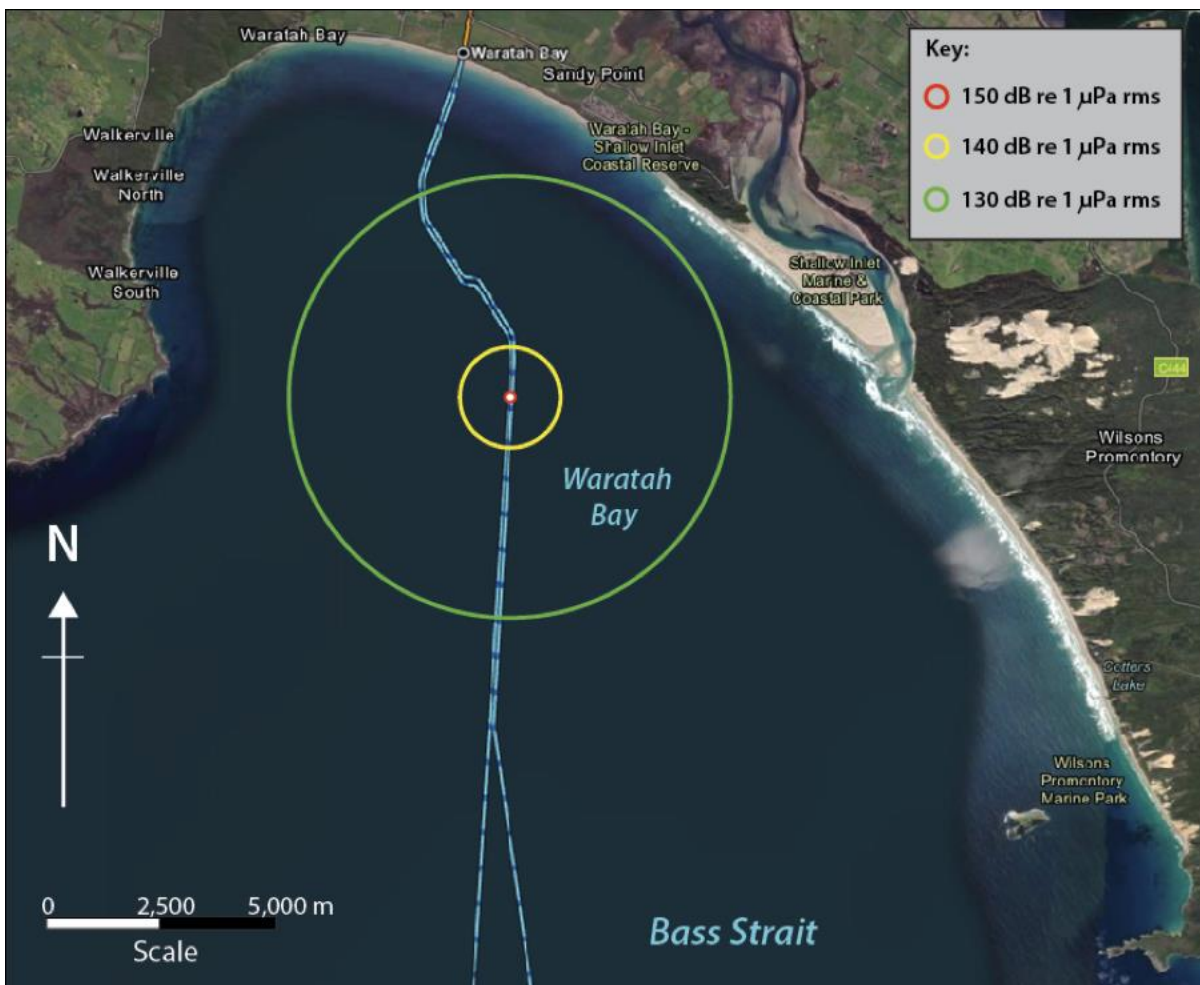 Waratah Bay
Waratah Bay
Sandy Point
Key:
150 dB re 1 µPa rms
140 dB re 1 µPa rms
130 dB re 1 µPa rms
Walkerville
Waratah Bay -
Shallow Inlet
Coastal Reserve
Walkerville
North
Walkerville
South
Shallow Inlet
Marine &
Coastal Park
C444
Wilsons
Promontory
Waratah
Bay
N
Cotters
Lake
Wilsons
Promontory
Marine Park
0 2,500 5,000 m
Scale
Bass Strait